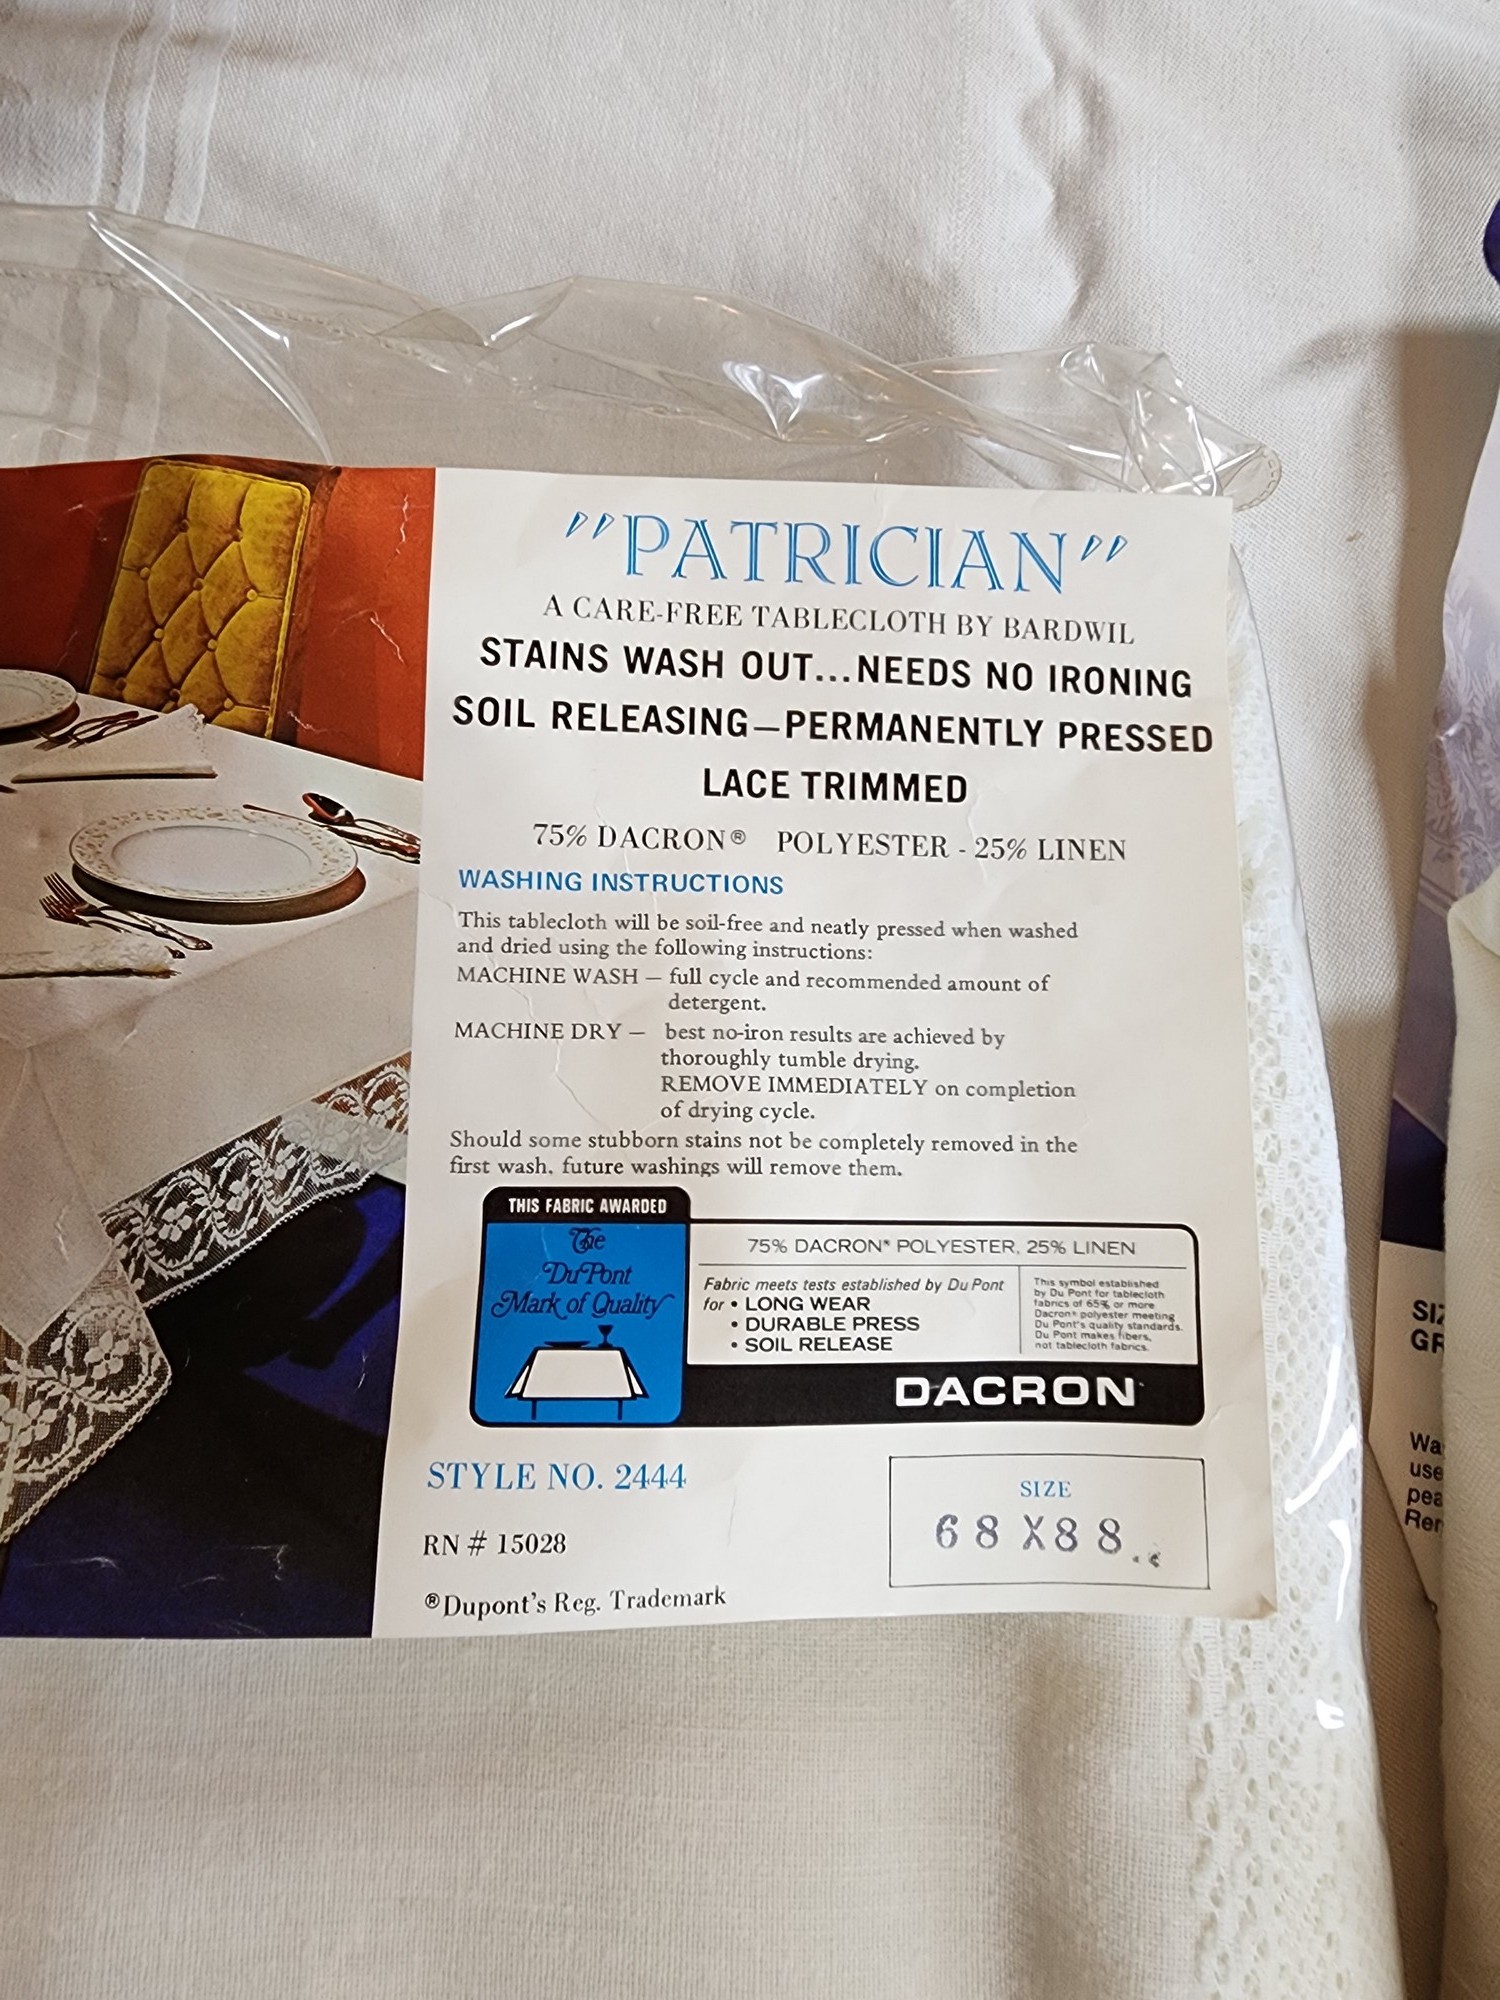 "PATRICIAN"
A CARE-FREE TABLECLOTH BY BARDWIL
STAINS WASH OUT...NEEDS NO IRONING
SOIL RELEASING—PERMANENTLY PRESSED
LACE TRIMMED
75% DACRON® POLYESTER - 25% LINEN
WASHING INSTRUCTIONS
This tablecloth will be soil-free and neatly pressed when washed
and dried using the following instructions:
MACHINE WASH — full cycle and recommended amount of
detergent.
MACHINE DRY — best no-iron results are achieved by
thoroughly tumble drying.
REMOVE IMMEDIATELY on completion
of drying cycle.
Should some stubborn stains not be completely removed in the
first wash. future washings will remove them.
THIS FABRIC AWARDED
The
DuPont
Mark of Quality
75% DACRON* POLYESTER, 25% LINEN
Fabric meets tests established by Du Pont
for • LONG WEAR
• DURABLE PRESS
• SOIL RELEASE
This symbol established
by Du Pont for tablecloth
fabrics of 65% or more
Dacron* polyester meeting
Du Pont's quality standards.
Du Pont makes fibers,
not tablecloth fabrics.
DACRON
STYLE NO. 2444
RN # 15028
®Dupont's Reg. Trademark
SIZE
68X88
GR
Wa
use
pea